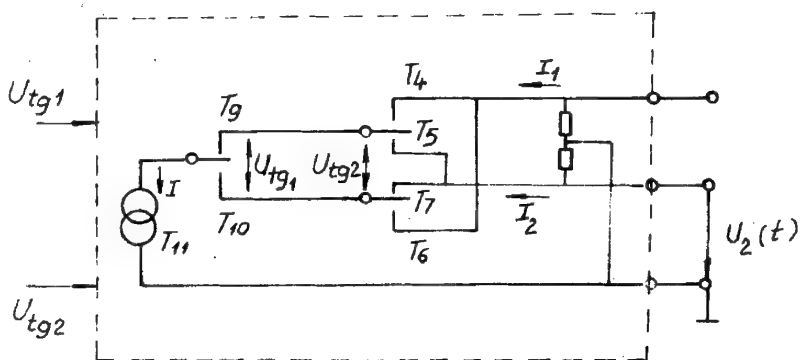 U_tg1
T_9
T_4
I_1
T_5
U_tg1
U_tg2
I
T_7
T_10
I_2
T_11
T_6
U_2(t)
U_tg2